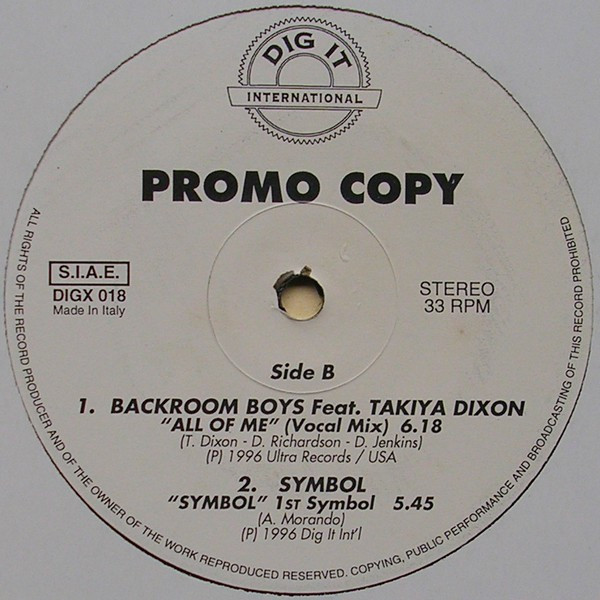 DIG IT
INTERNATIONAL
PROMO COPY
S.I.A.E.
DIGX 018
Made In Italy
STEREO
33 RPM
Side B
1. BACKROOM BOYS Feat. TAKIYA DIXON
"ALL OF ME" (Vocal Mix) 6.18
(T. Dixon - D. Richardson - D. Jenkins)
(P) 1996 Ultra Records / USA
2. SYMBOL
"SYMBOL" 1ST Symbol 5.45
(A. Morando)
(P) 1996 Dig It Int'l
ALL RIGHTS OF THE RECORD PRODUCER AND OF THE OWNER OF THE WORK REPRODUCED RESERVED. COPYING, PUBLIC PERFORMANCE AND BROADCASTING OF THIS RECORD PROHIBITED